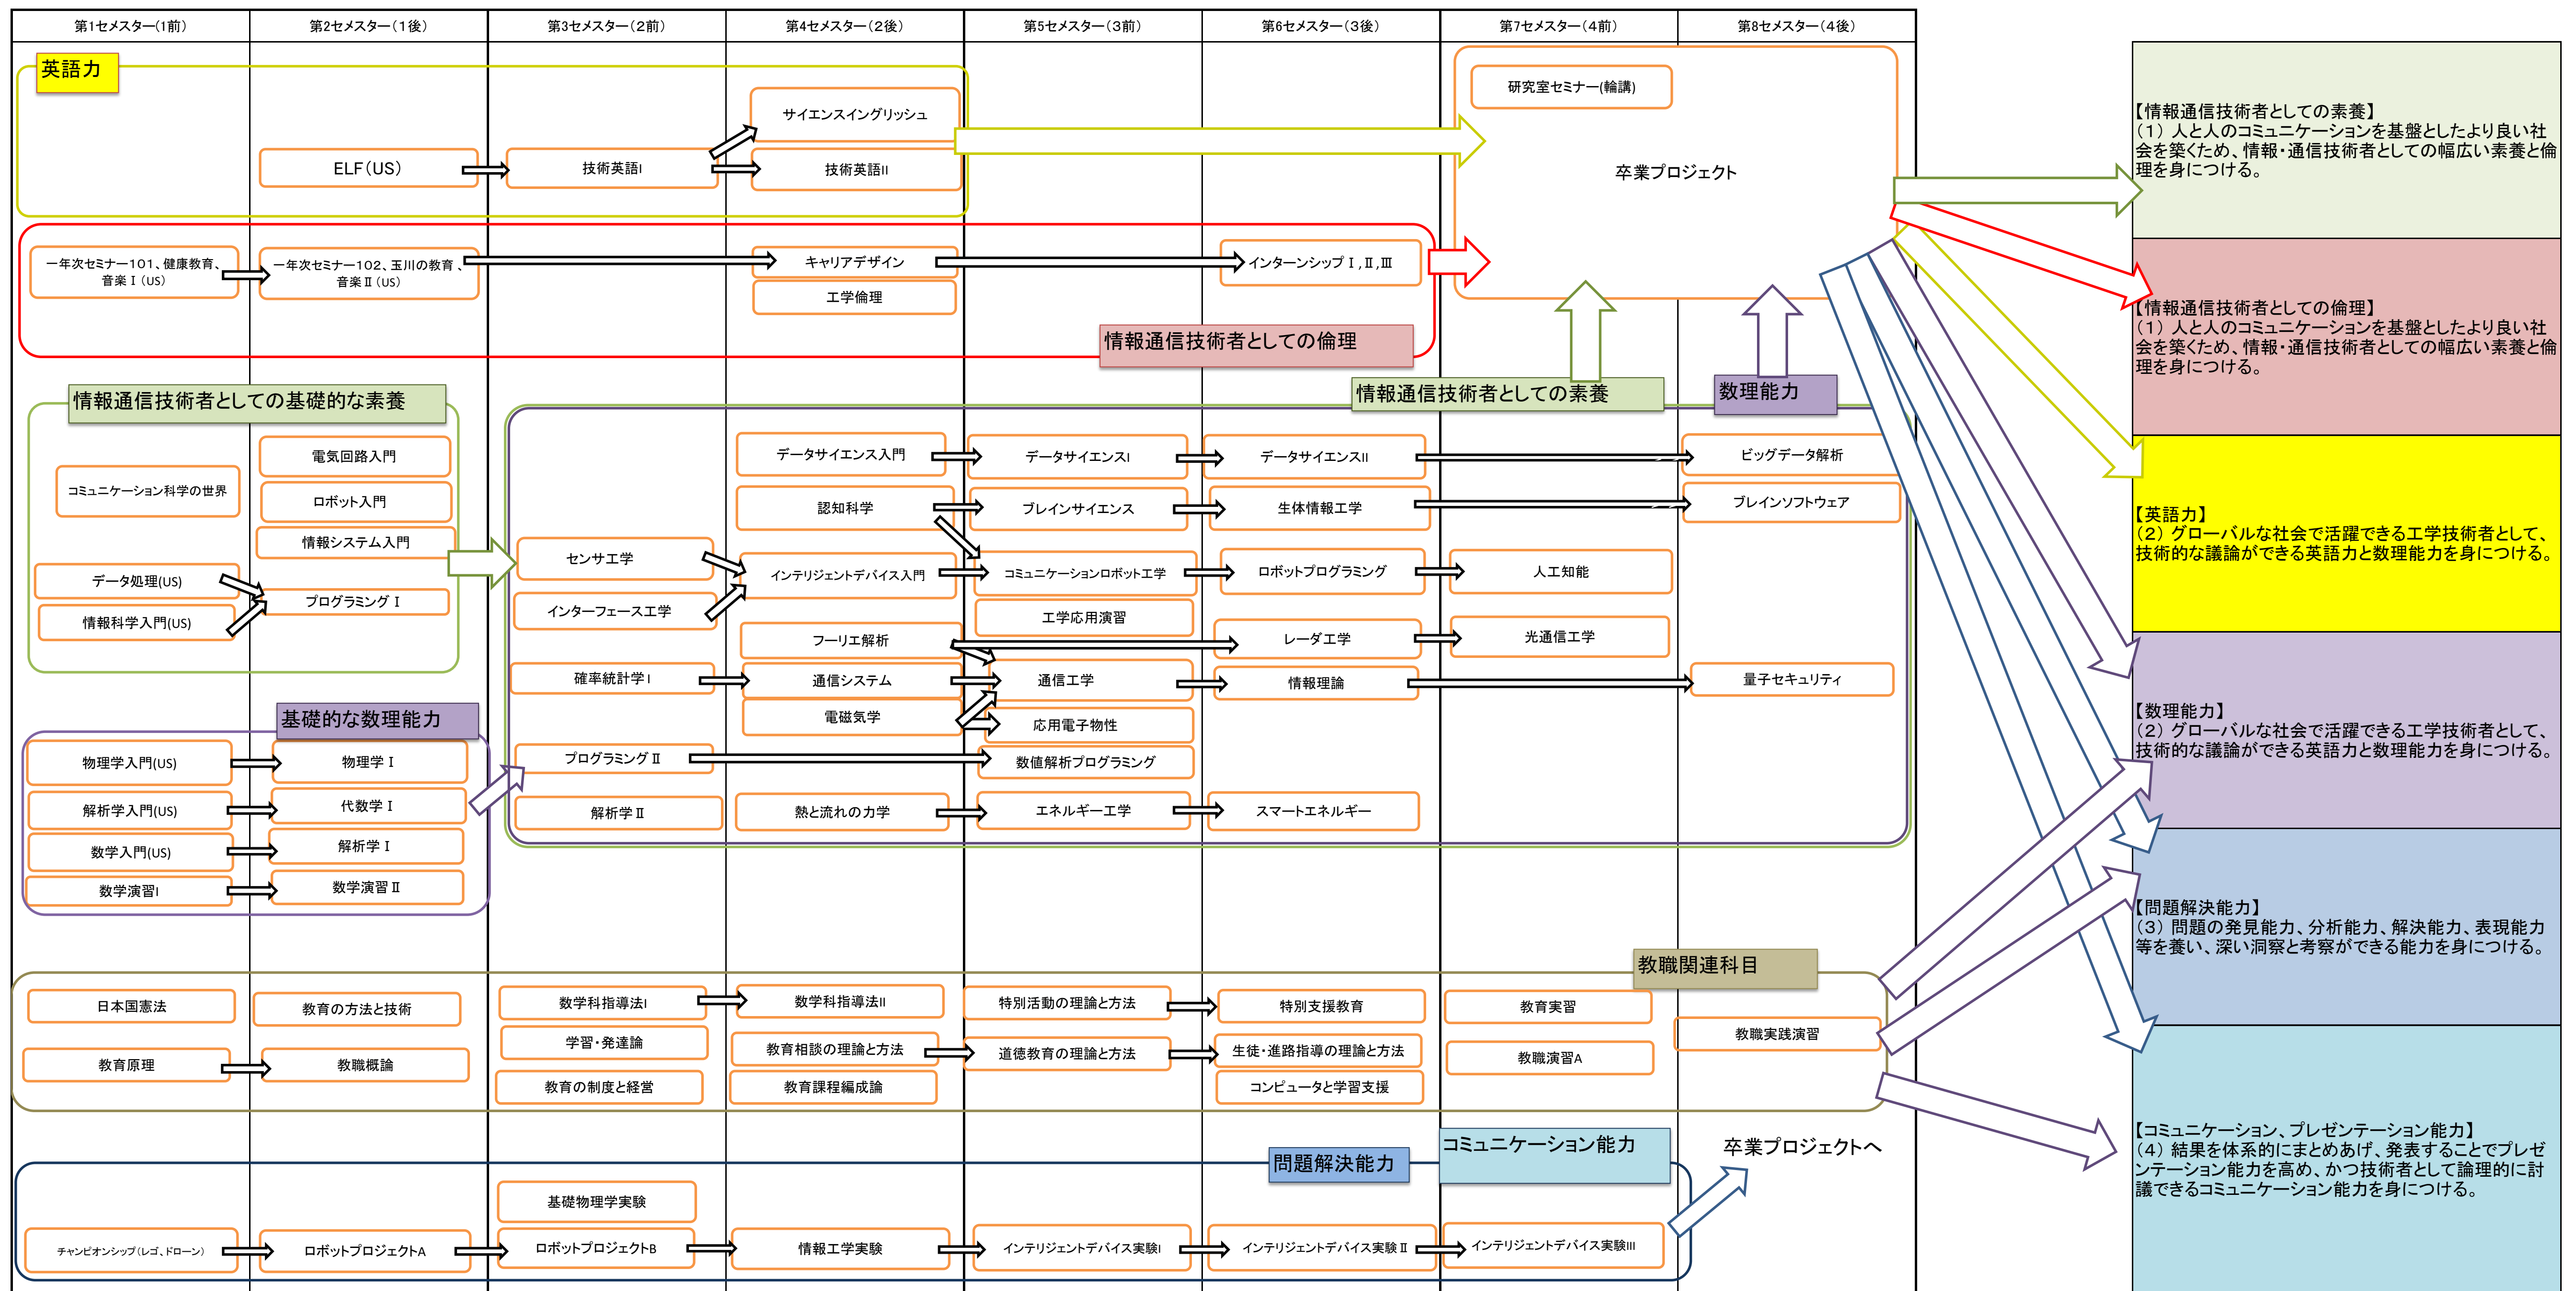 第1セメスター(1前)
第2セメスター（１後）
第3セメスター（２前）
第4セメスター（２後）
第5セメスター（３前）
第6セメスター（３後）
第7セメスター（４前）
第8セメスター（４後）
英語力
サイエンスイングリッシュ
ELF（US）
技術英語I
技術英語II
研究室セミナー(輪講)
卒業プロジェクト
一年次セミナー１０１、健康教育、
音楽Ⅰ（US）
一年次セミナー１０２、玉川の教育、
音楽Ⅱ（US）
キャリアデザイン
工学倫理
インターンシップⅠ,Ⅱ,Ⅲ
情報通信技術者としての倫理
情報通信技術者としての基礎的な素養
情報通信技術者としての素養
数理能力
コミュニケーション科学の世界
電気回路入門
ロボット入門
情報システム入門
データ処理(US)
情報科学入門(US)
プログラミングⅠ
データサイエンス入門
データサイエンスI
データサイエンスII
ビッグデータ解析
認知科学
ブレインサイエンス
生体情報工学
ブレインソフトウェア
センサ工学
インテリジェントデバイス入門
コミュニケーションロボット工学
ロボットプログラミング
人工知能
インターフェース工学
工学応用演習
フーリエ解析
レーダ工学
光通信工学
確率統計学Ⅰ
通信システム
通信工学
情報理論
量子セキュリティ
電磁気学
応用電子物性
プログラミングⅡ
数値解析プログラミング
解析学Ⅱ
熱と流れの力学
エネルギー工学
スマートエネルギー
基礎的な数理能力
物理学入門(US)
物理学Ⅰ
解析学入門(US)
代数学Ⅰ
数学入門(US)
解析学Ⅰ
数学演習I
数学演習Ⅱ
教職関連科目
日本国憲法
教育の方法と技術
数学科指導法I
数学科指導法II
特別活動の理論と方法
特別支援教育
教育実習
教職実践演習
学習・発達論
教育原理
教職概論
教育相談の理論と方法
道徳教育の理論と方法
生徒・進路指導の理論と方法
教職演習A
教育の制度と経営
教育課程編成論
コンピュータと学習支援
問題解決能力
コミュニケーション能力
卒業プロジェクトへ
基礎物理学実験
チャンピオンシップ（レゴ、ドローン）
ロボットプロジェクトA
ロボットプロジェクトB
情報工学実験
インテリジェントデバイス実験I
インテリジェントデバイス実験Ⅱ
インテリジェントデバイス実験III
【情報通信技術者としての素養】
（１）人と人のコミュニケーションを基盤としたより良い社
会を築くため、情報・通信技術者としての幅広い素養と倫
理を身につける。
【情報通信技術者としての倫理】
（１）人と人のコミュニケーションを基盤としたより良い社
会を築くため、情報・通信技術者としての幅広い素養と倫
理を身につける。
【英語力】
（２）グローバルな社会で活躍できる工学技術者として、
技術的な議論ができる英語力と数理能力を身につける。
【数理能力】
（２）グローバルな社会で活躍できる工学技術者として、
技術的な議論ができる英語力と数理能力を身につける。
【問題解決能力】
（３）問題の発見能力、分析能力、解決能力、表現能力
等を養い、深い洞察と考察ができる能力を身につける。
【コミュニケーション、プレゼンテーション能力】
（４）結果を体系的にまとめあげ、発表することでプレゼ
ンテーション能力を高め、かつ技術者として論理的に討
議できるコミュニケーション能力を身につける。